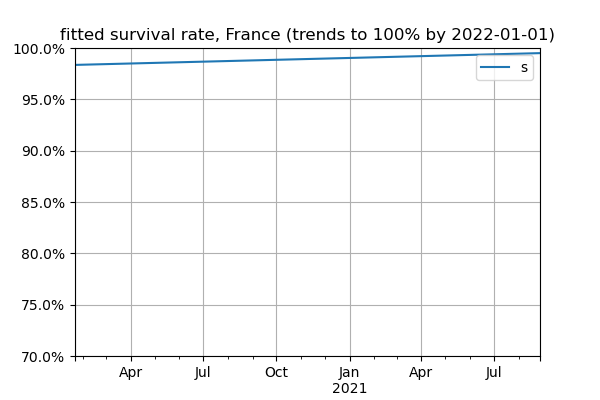 fitted survival rate, France (trends to 100% by 2022-01-01)
100.0%
s
95.0%
90.0%
85.0%
80.0%
75.0%
70.0%
Apr Jul Oct Jan Apr Jul
2021